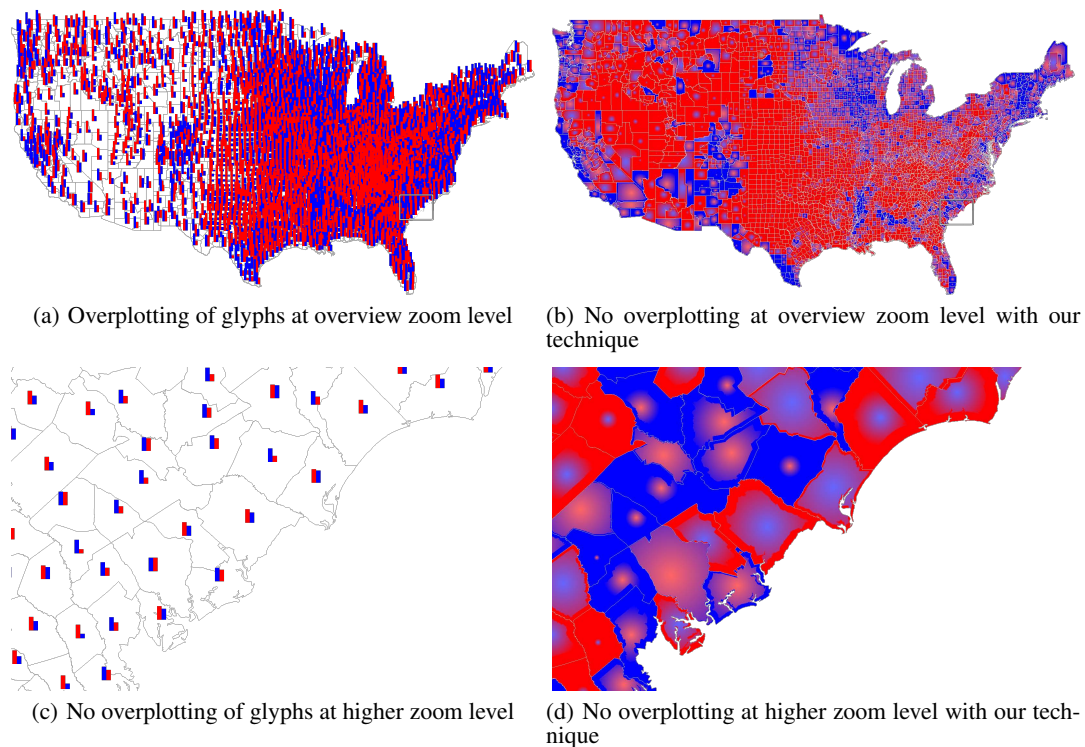 (a) Overplotting of glyphs at overview zoom level
(b) No overplotting at overview zoom level with our
technique
(c) No overplotting of glyphs at higher zoom level
(d) No overplotting at higher zoom level with our tech-
nique